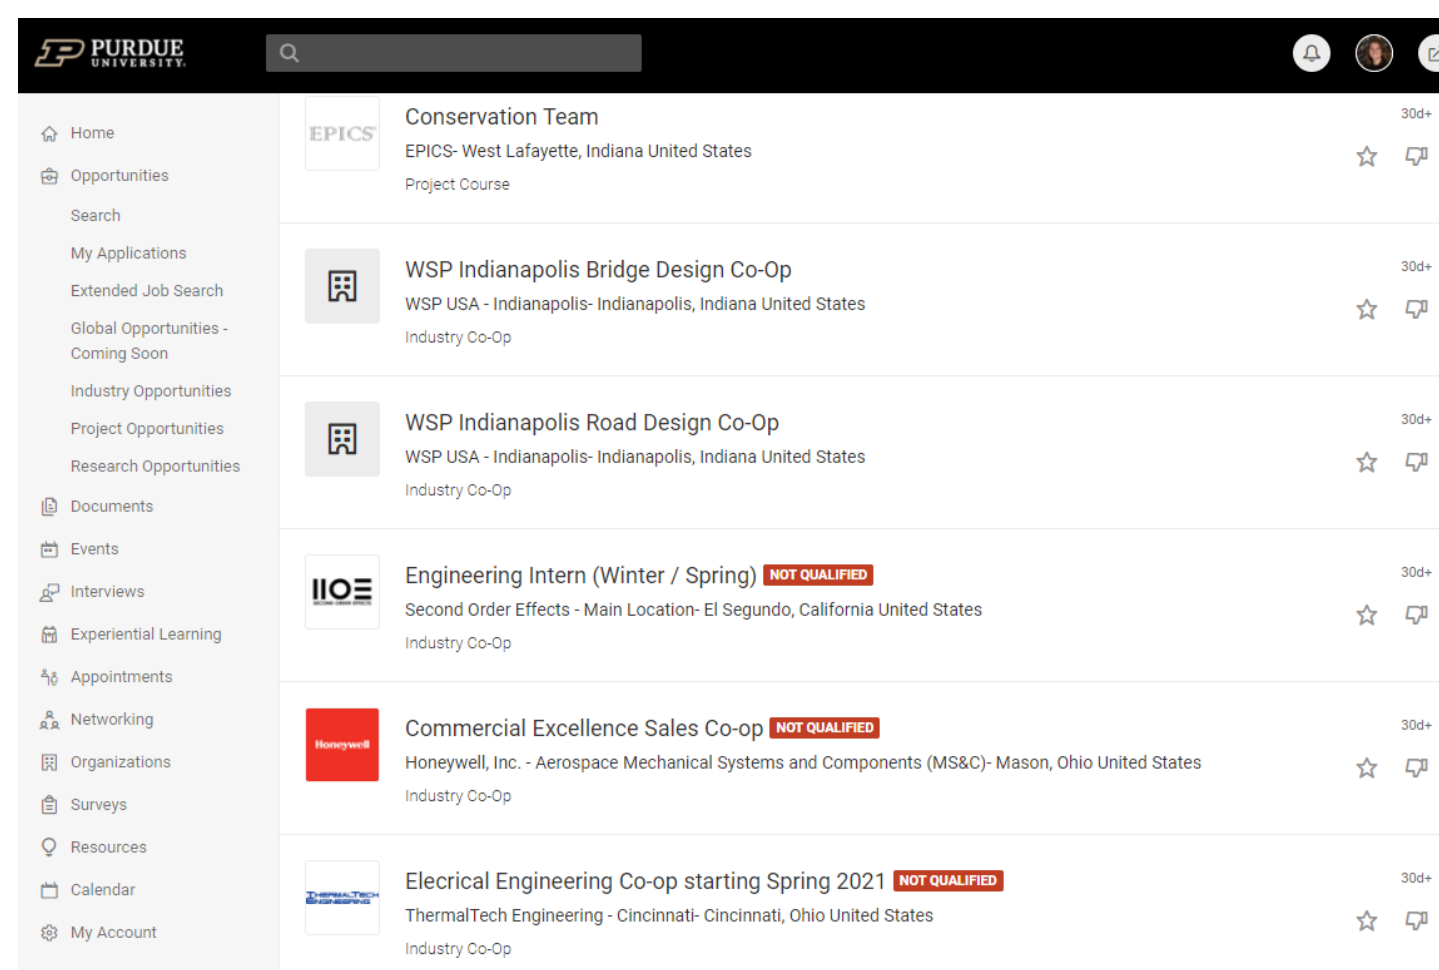 PURDUE
UNIVERSITY.
Home
Opportunities
Search
My Applications
Extended Job Search
Global Opportunities -
Coming Soon
Industry Opportunities
Project Opportunities
Research Opportunities
Documents
Events
Interviews
Experiential Learning
Appointments
Networking
Organizations
Surveys
Resources
Calendar
My Account
EPICS
Conservation Team
30d+
EPICS- West Lafayette, Indiana United States
Project Course
WSP Indianapolis Bridge Design Co-Op
30d+
WSP USA - Indianapolis- Indianapolis, Indiana United States
Industry Co-Op
WSP Indianapolis Road Design Co-Op
30d+
WSP USA - Indianapolis- Indianapolis, Indiana United States
Industry Co-Op
IIOE
SECOND ORDER EFFECTS
Engineering Intern (Winter / Spring) NOT QUALIFIED
30d+
Second Order Effects - Main Location- El Segundo, California United States
Industry Co-Op
Honeywell
Commercial Excellence Sales Co-op NOT QUALIFIED
30d+
Honeywell, Inc. - Aerospace Mechanical Systems and Components (MS&C)- Mason, Ohio United States
Industry Co-Op
THERMALTECH
ENGINEERING
Elecrical Engineering Co-op starting Spring 2021 NOT QUALIFIED
30d+
ThermalTech Engineering - Cincinnati- Cincinnati, Ohio United States
Industry Co-Op